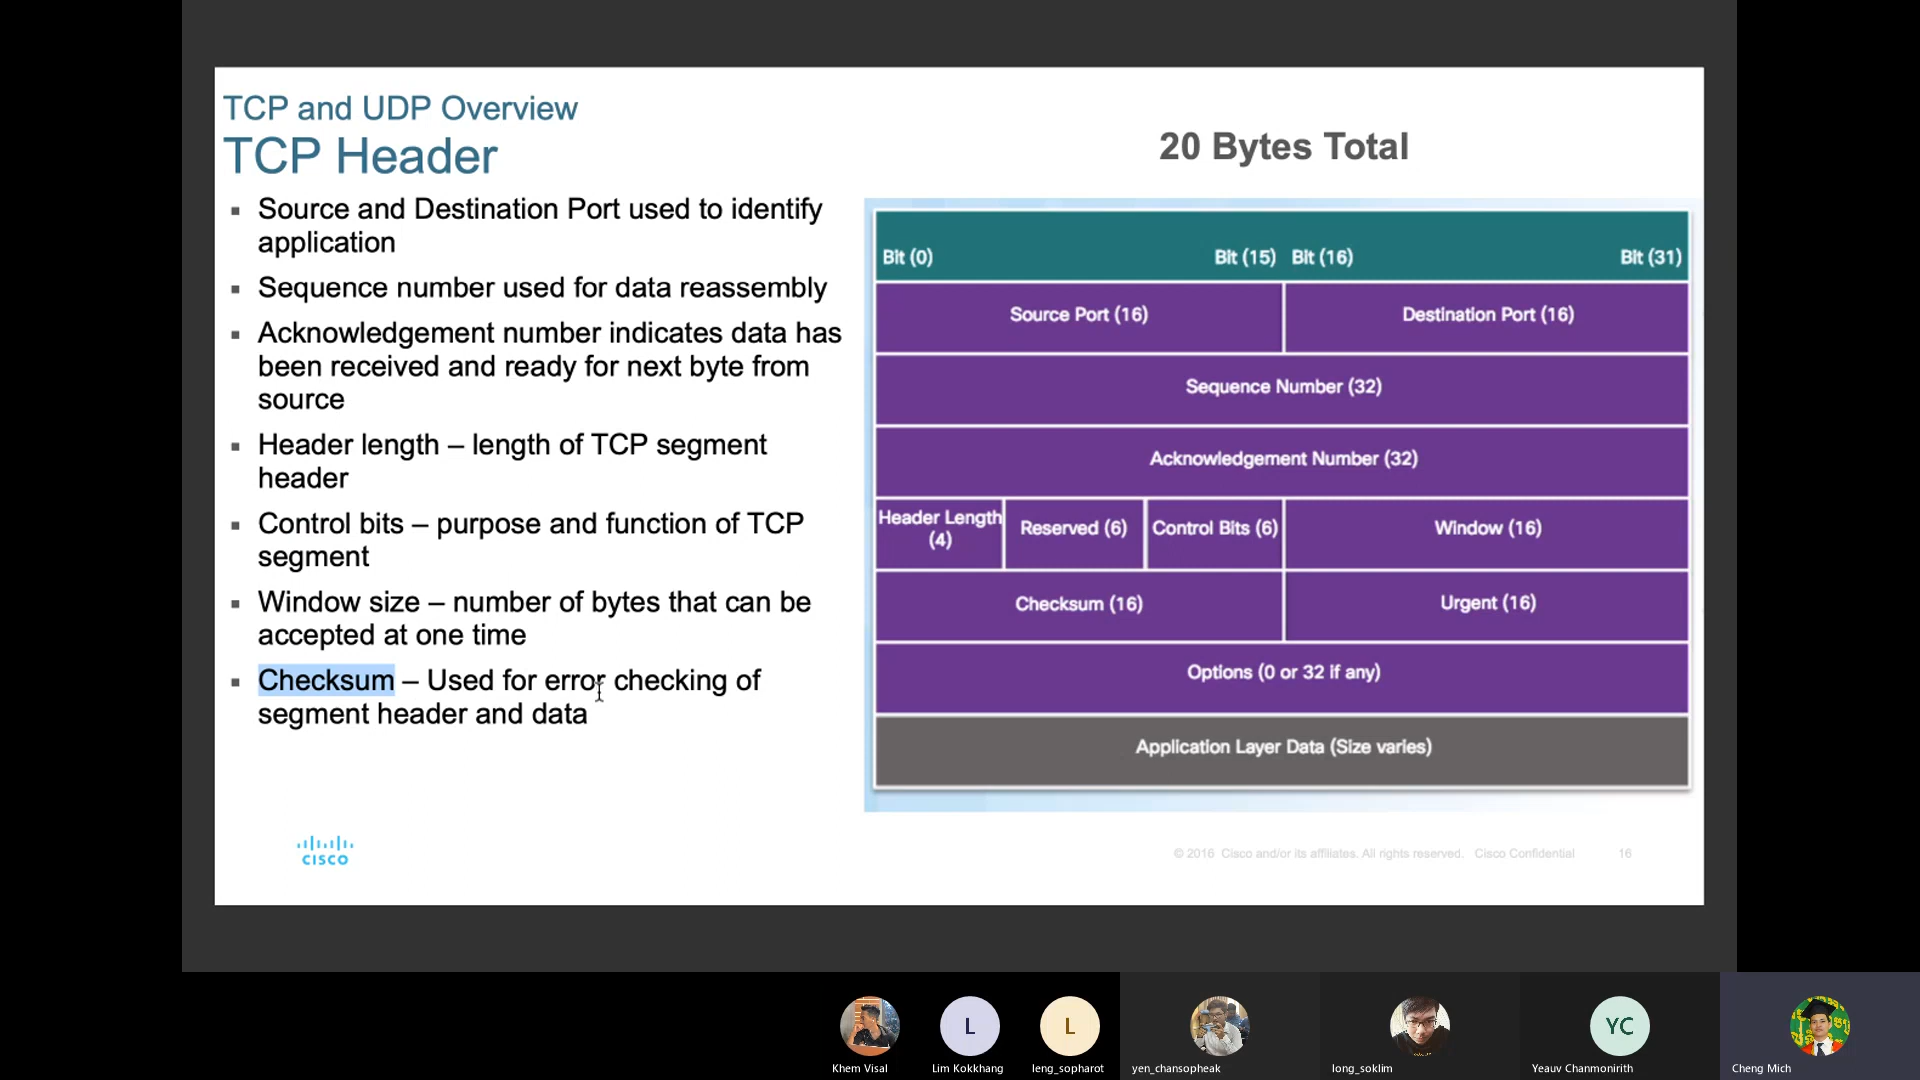 TCP and UDP Overview
TCP Header
20 Bytes Total
▪ Source and Destination Port used to identify
application
▪ Sequence number used for data reassembly
▪ Acknowledgement number indicates data has
been received and ready for next byte from
source
▪ Header length – length of TCP segment
header
▪ Control bits – purpose and function of TCP
segment
▪ Window size – number of bytes that can be
accepted at one time
▪ Checksum – Used for error checking of
segment header and data
Bit (0) Bit (15) Bit (16) Bit (31)
Source Port (16) Destination Port (16)
Sequence Number (32)
Acknowledgement Number (32)
Header Length
(4) Reserved (6) Control Bits (6) Window (16)
Checksum (16) Urgent (16)
Options (0 or 32 if any)
Application Layer Data (Size varies)
CISCO
© 2016 Cisco and/or its affiliates. All rights reserved. Cisco Confidential 16
L L YC
Khem Visal Lim Kokkhang leng_sopharot yen_chansopheak long_soklim Yeauv Chanmonirith Cheng Mich